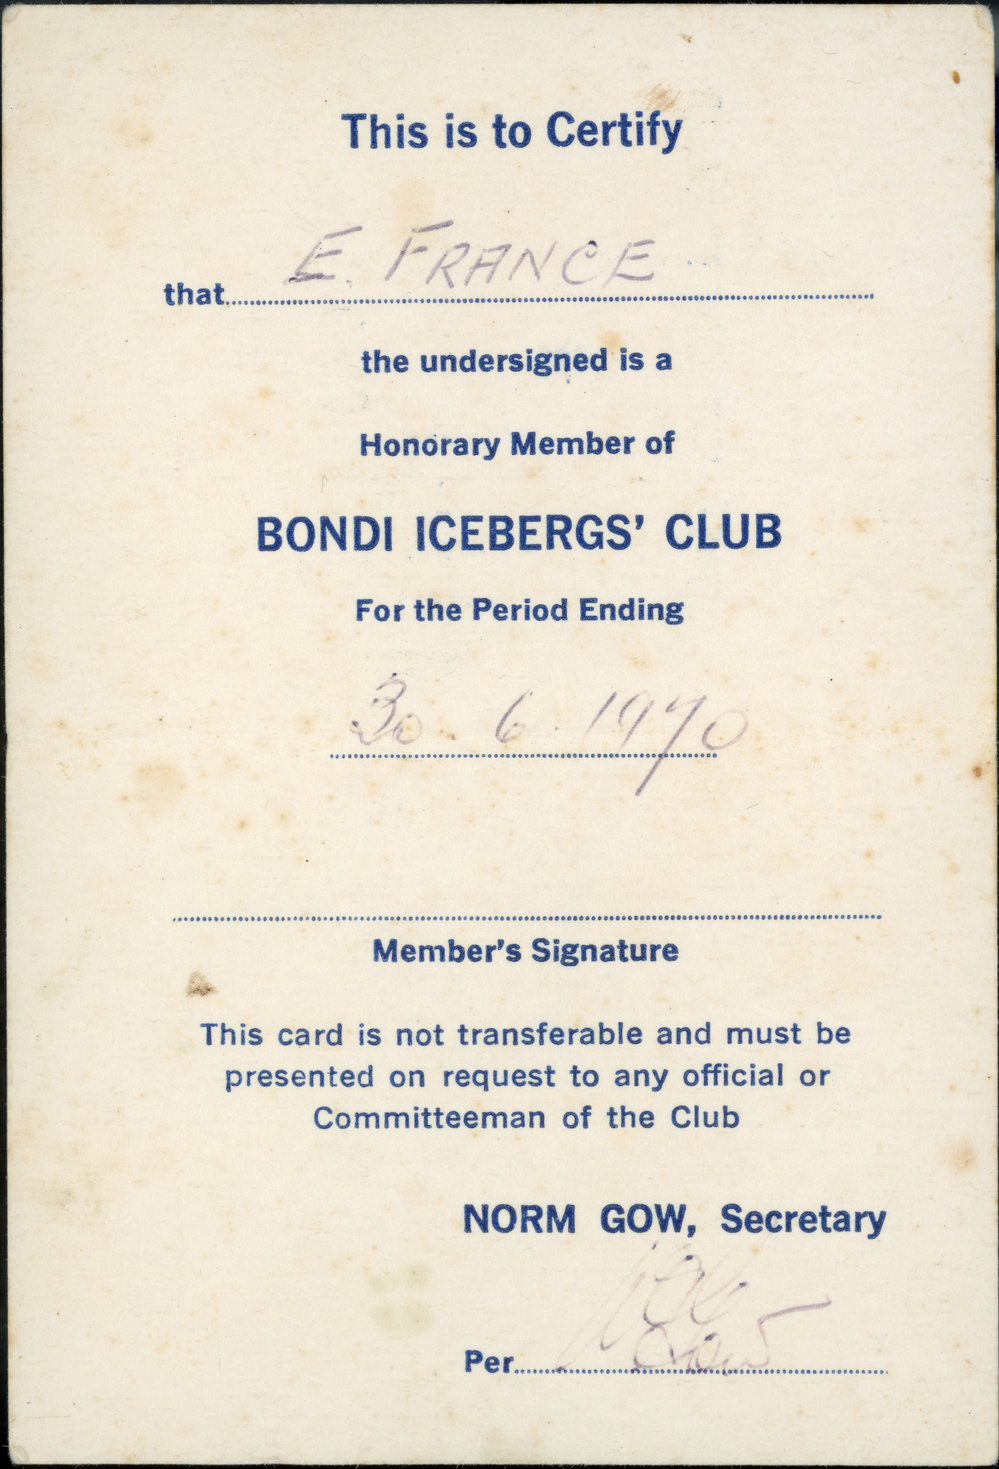 This is to Certify
that E. FRANCE
the undersigned is a
Honorary Member of
BONDI ICEBERGS' CLUB
For the Period Ending
30. 6. 1970
Member's Signature
This card is not transferable and must be
presented on request to any official or
Committeeman of the Club
NORM GOW, Secretary
Per